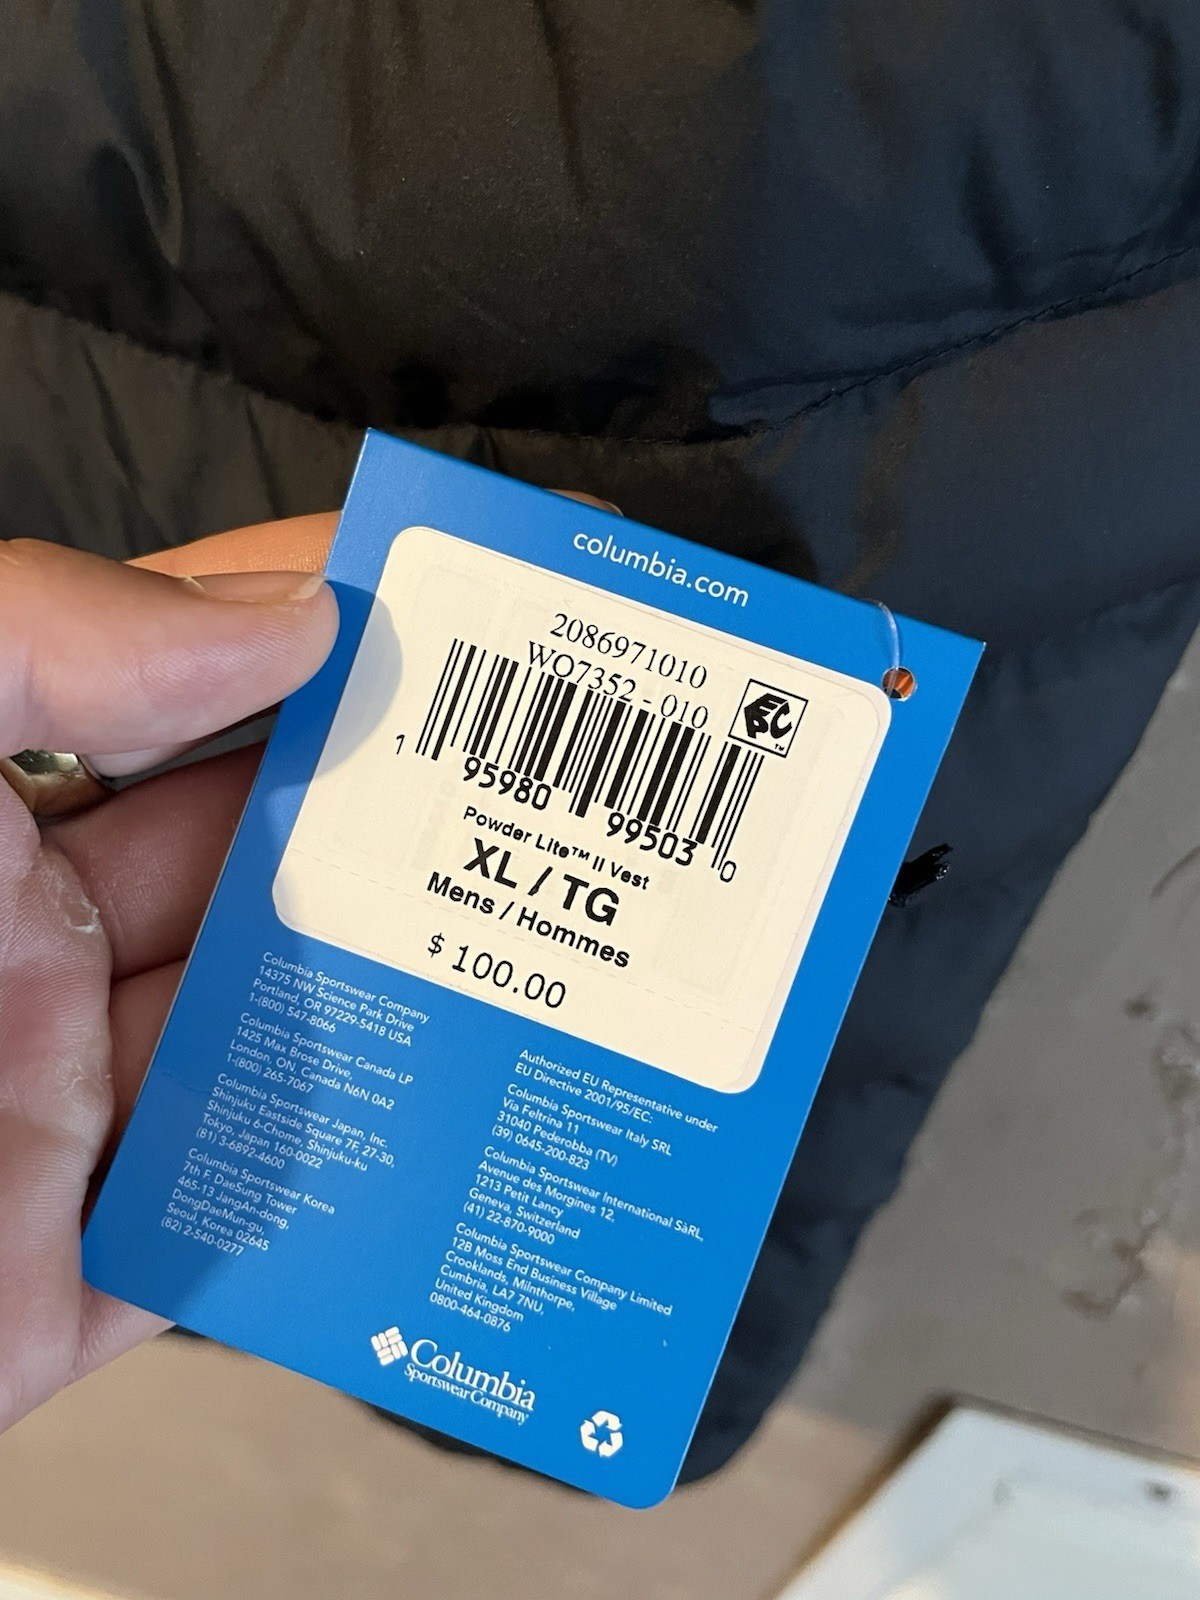 columbia.com
2086971010
WO7352 - 010
EPC
TM
1
95980
99503
0
Powder Lite™ II Vest
XL / TG
Mens / Hommes
$ 100.00
Columbia Sportswear Company
14375 NW Science Park Drive
Portland, OR 97229-5418 USA
1-(800) 547-8066
Columbia Sportswear Canada LP
1425 Max Brose Drive,
London, ON, Canada N6N 0A2
1-(800) 265-7067
Columbia Sportswear Japan, Inc.
Shinjuku Eastside Square 7F, 27-30,
Shinjuku 6-Chome, Shinjuku-ku
Tokyo, Japan 160-0022
(81) 3-6892-4600
Columbia Sportswear Korea
7th F. DaeSung Tower
465-13 JangAn-dong,
DongDaeMun-gu,
Seoul, Korea 02645
(82) 2-540-0277
Authorized EU Representative under
EU Directive 2001/95/EC:
Columbia Sportswear Italy SRL
Via Feltrina 11
31040 Pederobba (TV)
(39) 0645-200-823
Columbia Sportswear International SàRL,
Avenue des Morgines 12,
1213 Petit Lancy
Geneva, Switzerland
(41) 22-870-9000
Columbia Sportswear Company Limited
12B Moss End Business Village
Crooklands, Milnthorpe,
Cumbria, LA7 7NU,
United Kingdom
0800-464-0876
Columbia
Sportswear Company